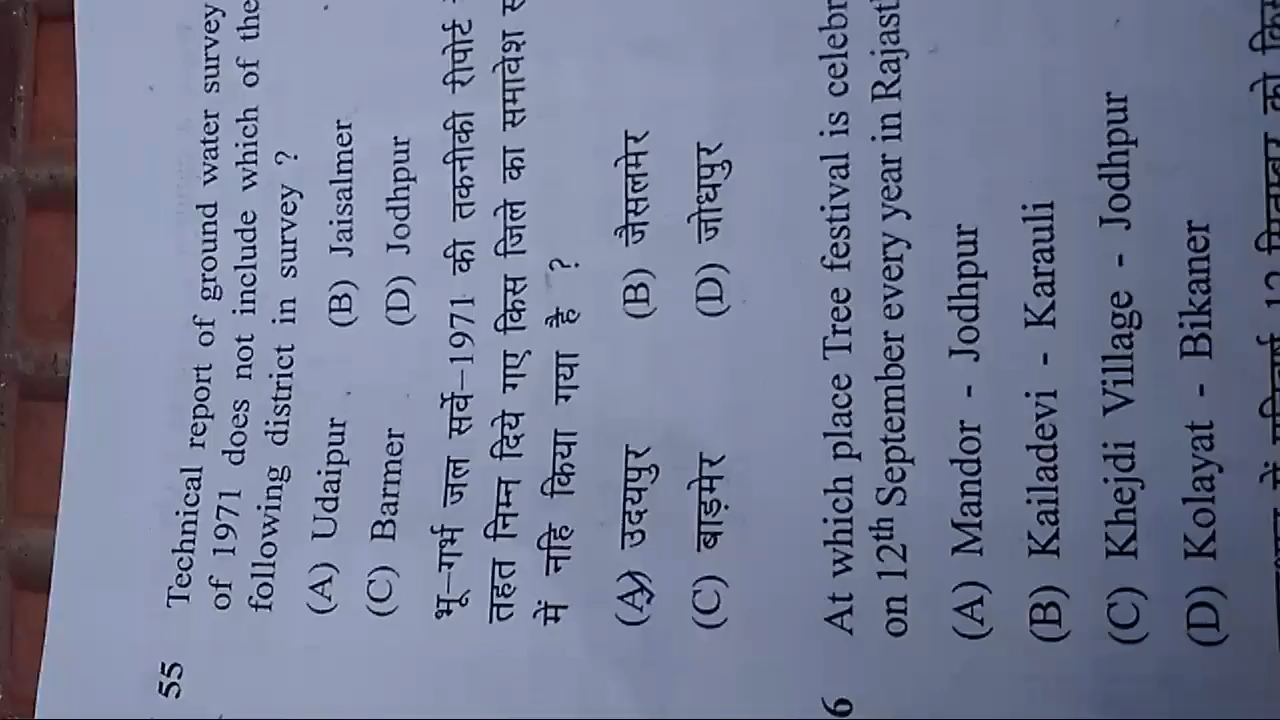 55 Technical report of ground water survey
of 1971 does not include which of the
following district in survey ?
(A) Udaipur (B) Jaisalmer
(C) Barmer (D) Jodhpur
भू-गर्भ जल सर्वे-1971 की तकनीकी रीपोर्ट
तहत निम्न दिये गए किस जिले का समावेश
में नहि किया गया है ?
(A) उदयपुर (B) जैसलमेर
(C) बाड़मेर (D) जोधपुर
6 At which place Tree festival is celebr
on 12th September every year in Rajast
(A) Mandor - Jodhpur
(B) Kailadevi - Karauli
(C) Khejdi Village - Jodhpur
(D) Kolayat - Bikaner
में 12 को